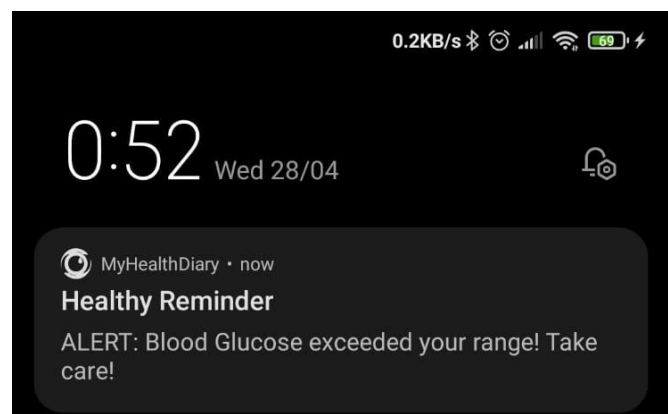 0.2KB/s 69
0:52 Wed 28/04
MyHealthDiary • now
Healthy Reminder
ALERT: Blood Glucose exceeded your range! Take
care!